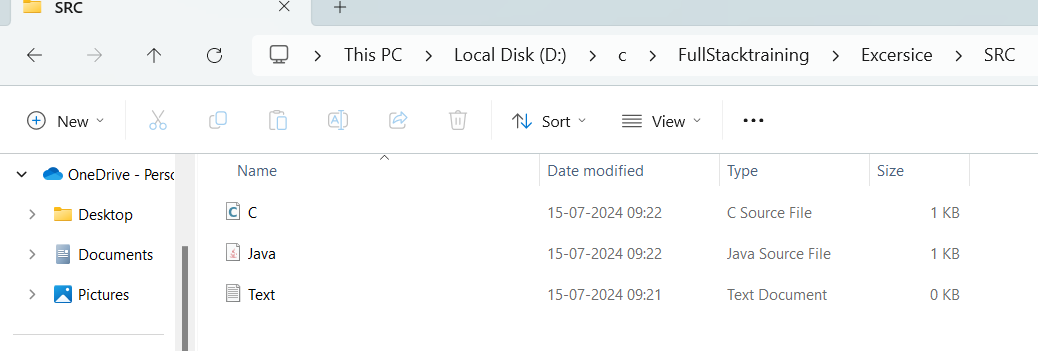 SRC
This PC > Local Disk (D:) > c > FullStacktraining > Excersice > SRC
New Sort View
OneDrive - Perso
Desktop
Documents
Pictures
Name Date modified Type Size
C 15-07-2024 09:22 C Source File 1 KB
Java 15-07-2024 09:22 Java Source File 1 KB
Text 15-07-2024 09:21 Text Document 0 KB